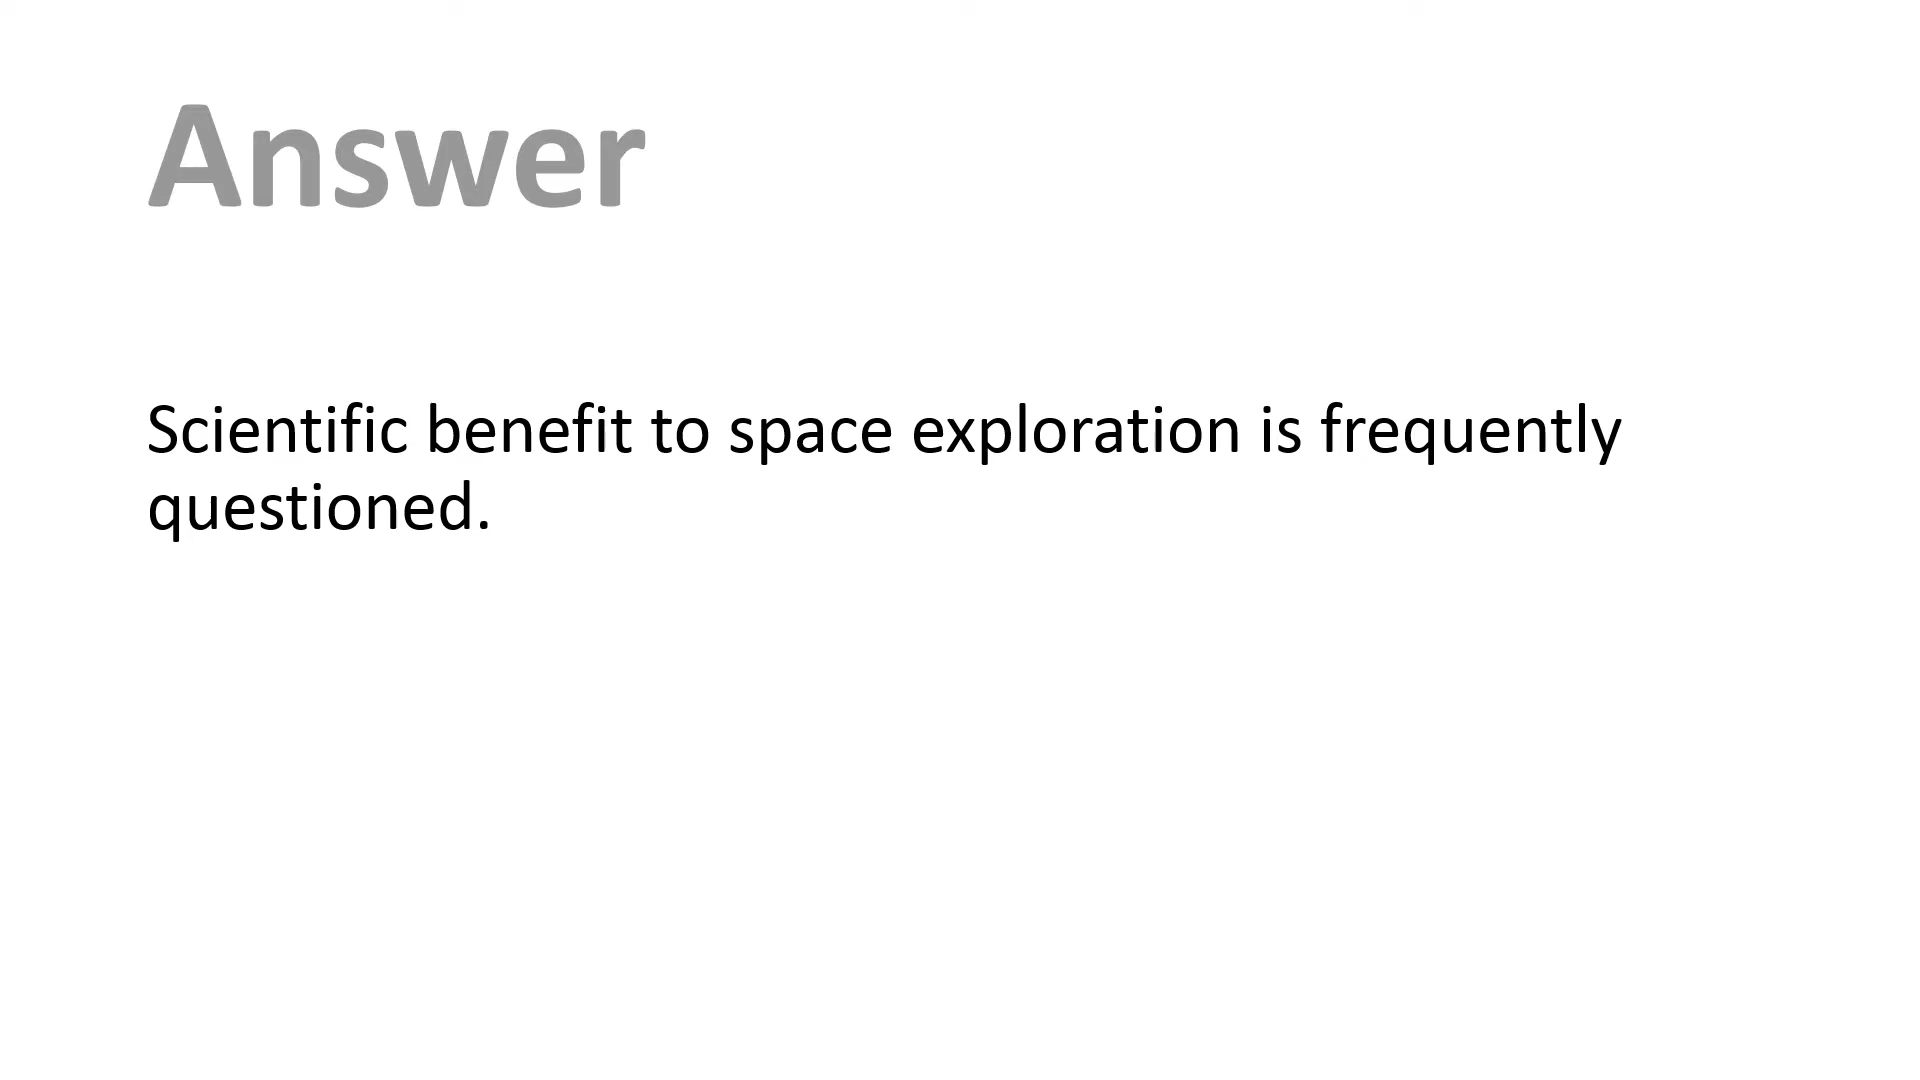 Answer
Scientific benefit to space exploration is frequently
questioned.